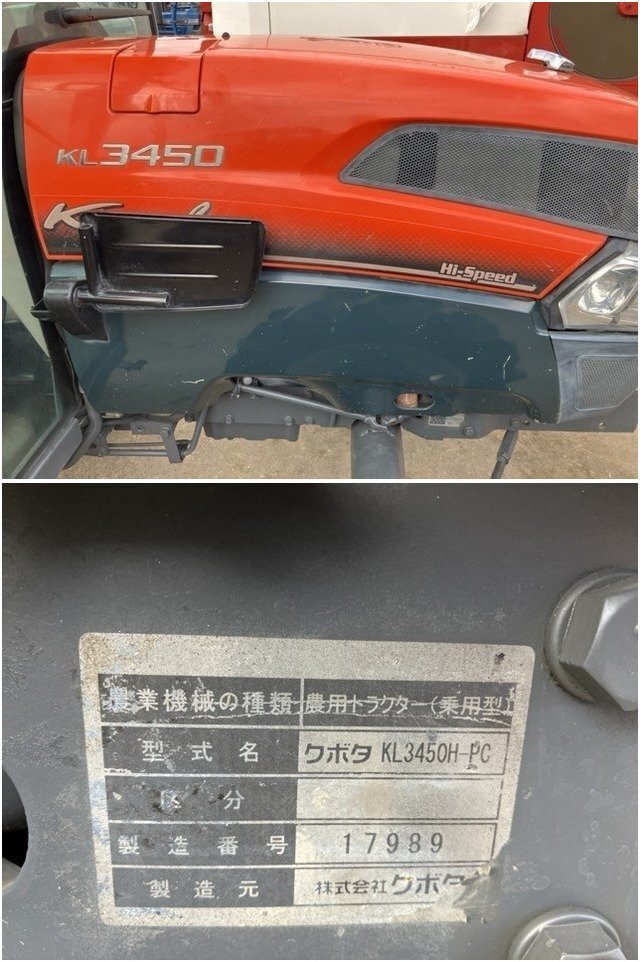 KL3450
Hi-Speed
農業機械の種類 農用トラクター(乗用型)
型式名 クボタ KL3450H-PC
区分
製造番号 17989
製造元 株式会社クボタ